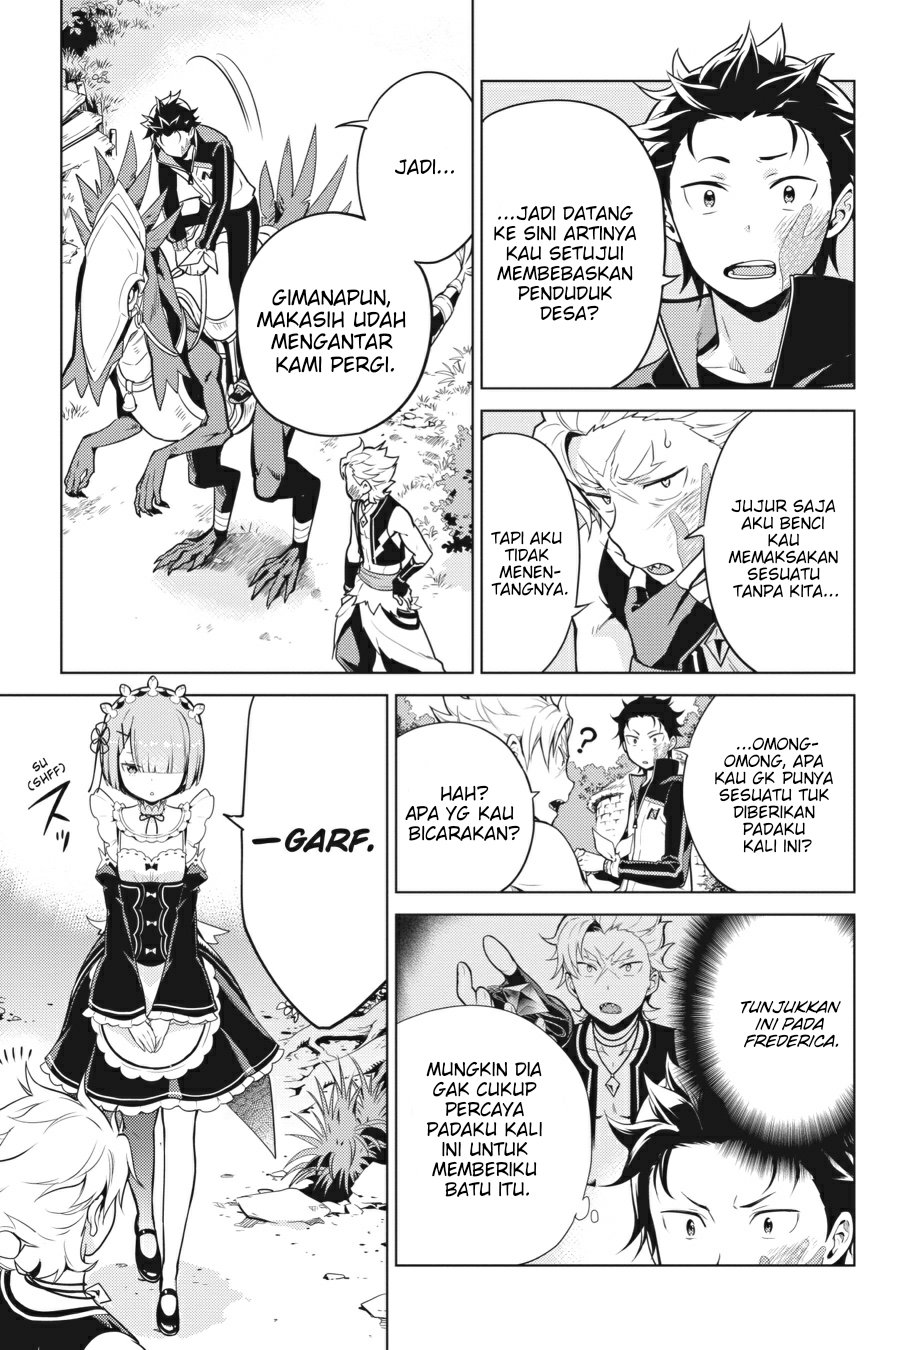 ...JADI DATANG
KE SINI ARTINYA
KAU SETUJUI
MEMBEBASKAN
PENDUDUK
DESA?
JADI...
GIMANAPUN,
MAKASIH UDAH
MENGANTAR
KAMI PERGI.
JUJUR SAJA
AKU BENCI
KAU
MEMAKSAKAN
SESUATU
TANPA KITA...
TAPI AKU
TIDAK
MENEN-
TANGNYA.
...OMONG-
OMONG, APA
KAU GK PUNYA
SESUATU TUK
DIBERIKAN
PADAKU
KALI INI?
?
HAH?
APA YG KAU
BICARAKAN?
TUNJUKKAN
INI PADA
FREDERICA.
MUNGKIN DIA
GAK CUKUP
PERCAYA
PADAKU KALI
INI UNTUK
MEMBERIKU
BATU ITU.
—GARF.
SU
(SHFF)
スッ